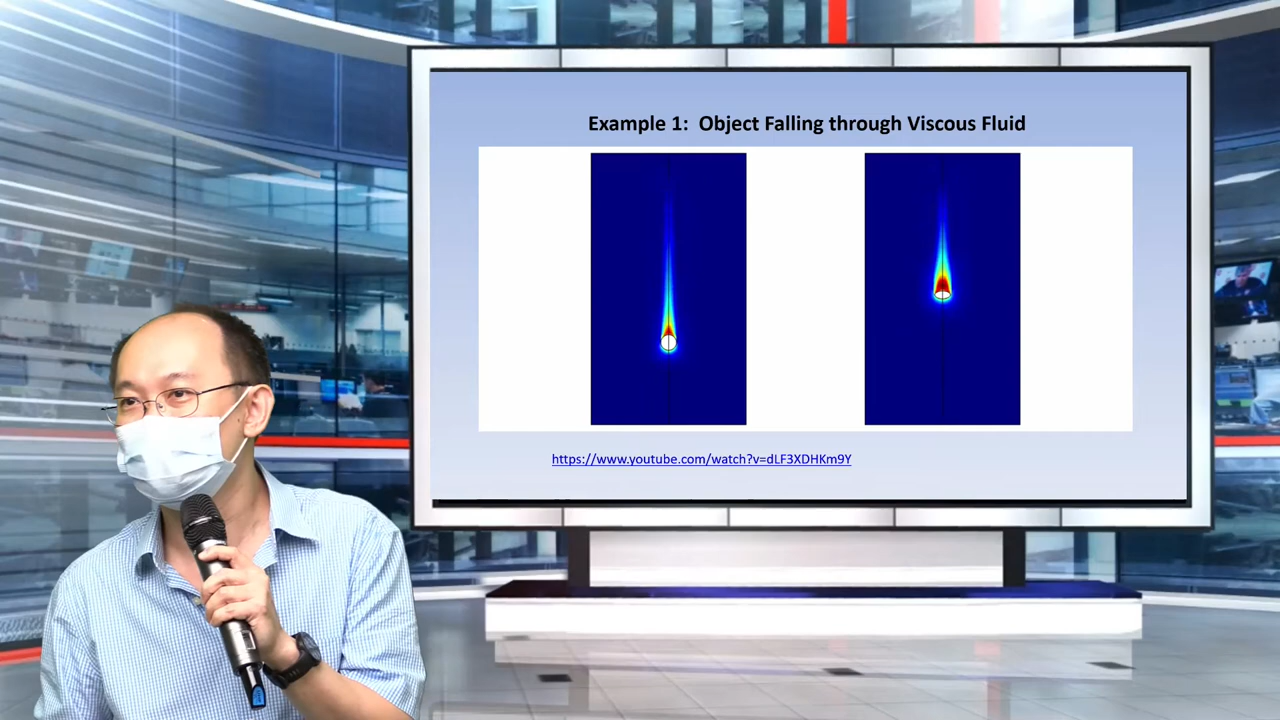 Example 1:  Object Falling through Viscous Fluid
https://www.youtube.com/watch?v=dLF3XDHKm9Y